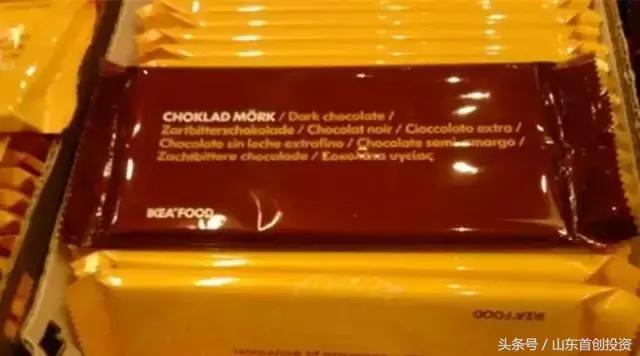 CHOKLAD MÖRK / Dark chocolate /
Zartbitterschokolade / Chocolat noir / Cioccolato extra /
Chocolate sin leche extrafino / Chocolate semi-amargo /
Zachtbittere chocolade / Σοκολάτα υγείας
IKEA FOOD
IKEA FOOD
头条号 / 山东首创投资